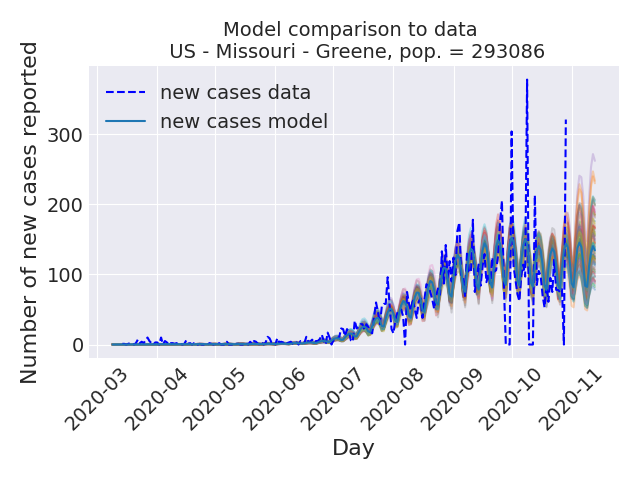 Model comparison to data
US - Missouri - Greene, pop. = 293086
Number of new cases reported
new cases data
new cases model
300
200
100
0
2020-03
2020-04
2020-05
2020-06
2020-07
2020-08
2020-09
2020-10
2020-11
Day